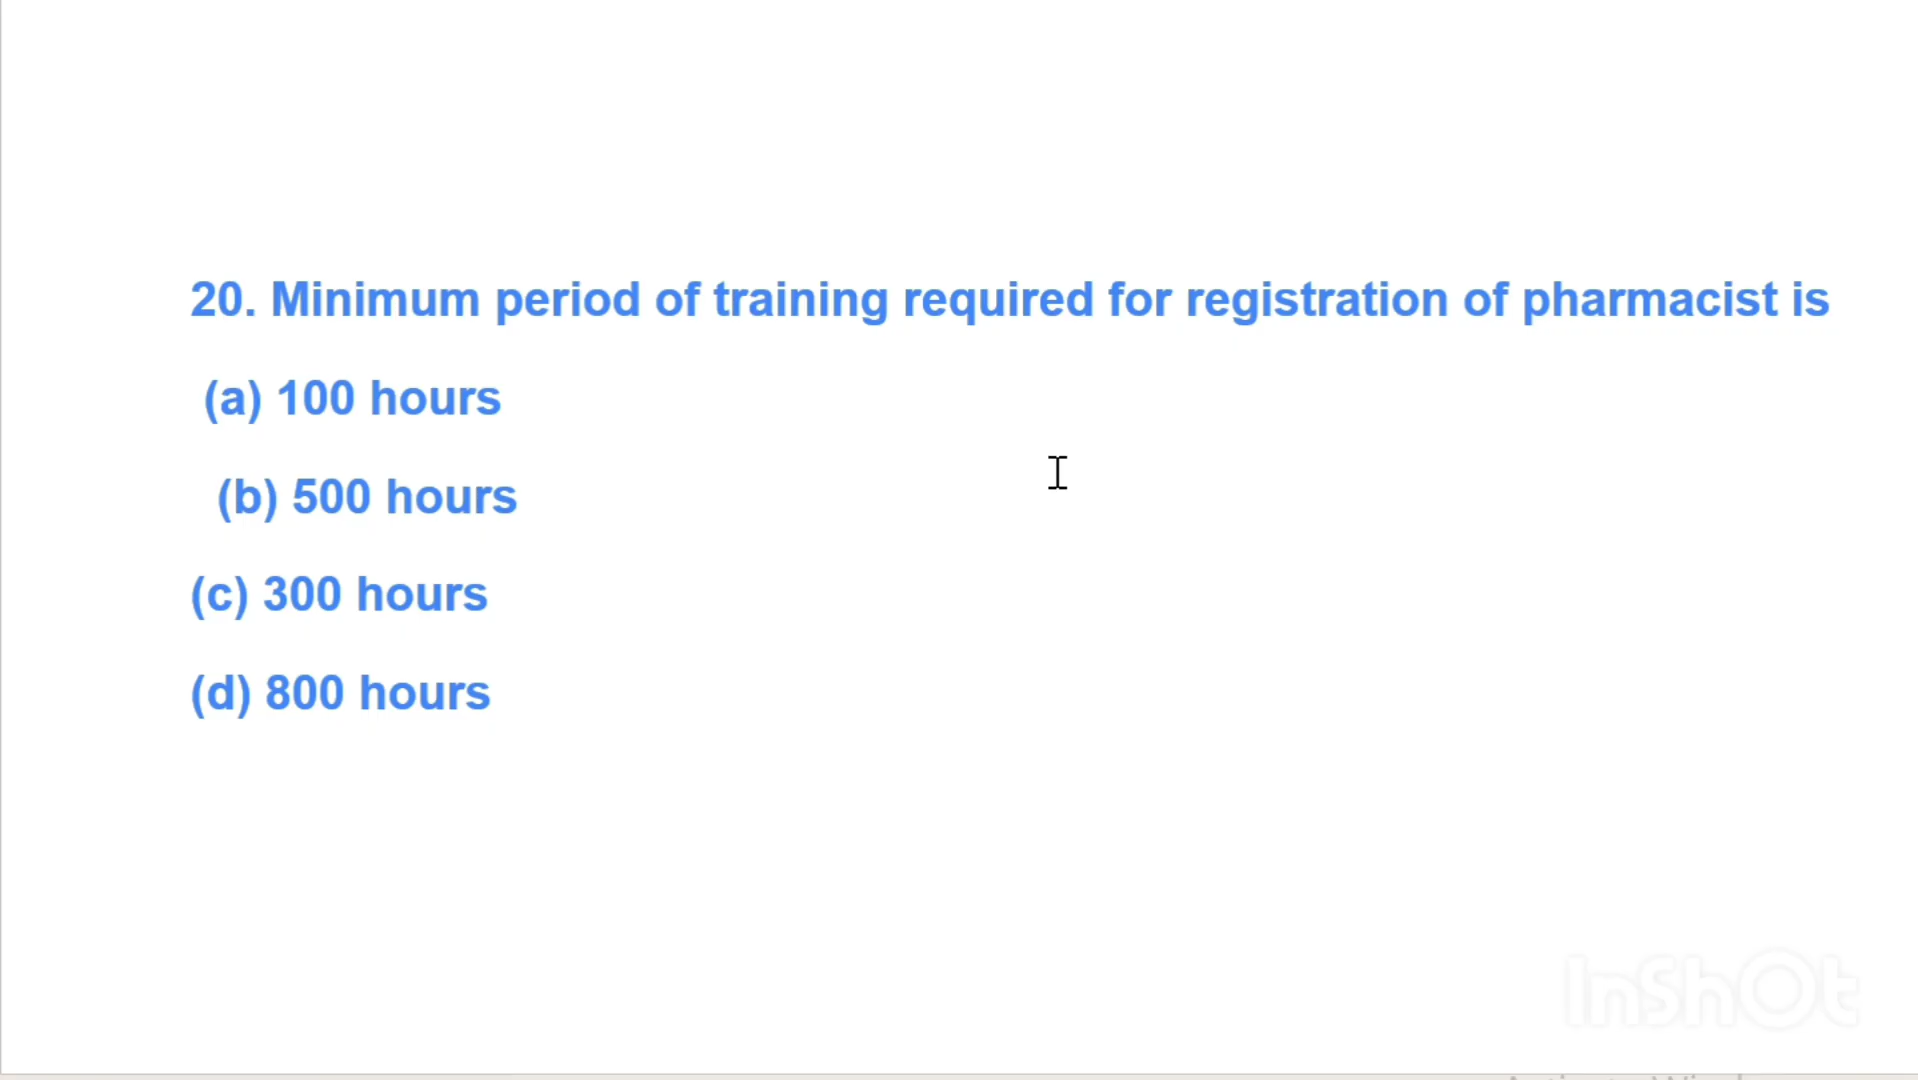 20. Minimum period of training required for registration of pharmacist is
(a) 100 hours
(b) 500 hours
(c) 300 hours
(d) 800 hours
InShOt